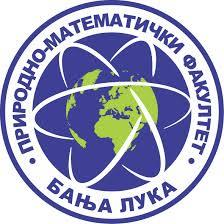 ПРИРОДНО-МАТЕМАТИЧКИ ФАКУЛТЕТ
БАЊА ЛУКА